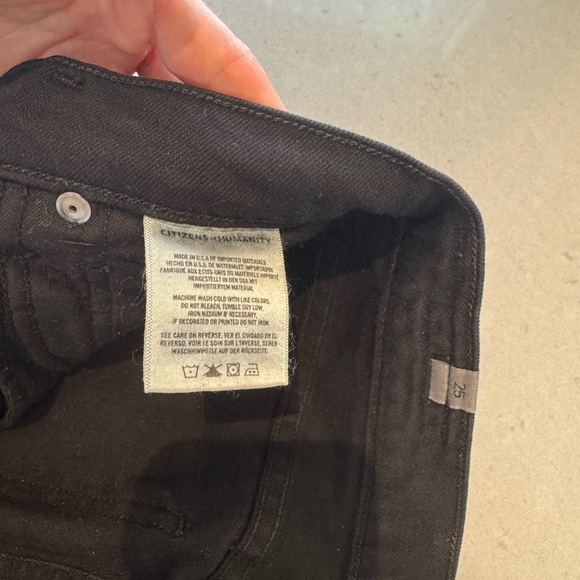 CITIZENS of HUMANITY
MADE IN U.S.A OF IMPORTED MATERIALS
HECHO EN U.S.A. DE MATERIALES IMPORTADOS
FABRIQUE AUX ETATS-UNIS DU MATERIELS IMPORTES
HERGESTELLT IN DEN USA MIT
IMPORTIERTEM MATERIAL
MACHINE WASH COLD WITH LIKE COLORS.
DO NOT BLEACH, TUMBLE DRY LOW,
IRON MEDIUM IF NECESSARY,
IF DECORATED OR PRINTED DO NOT IRON
SEE CARE ON REVERSE. VER EL CUIDADO EN EL
REVERSO, VOIR LE SOIN SUR L'INVERSE, SEHEN
WASCHHINWEISE AUF DER RÜCKSEITE
25